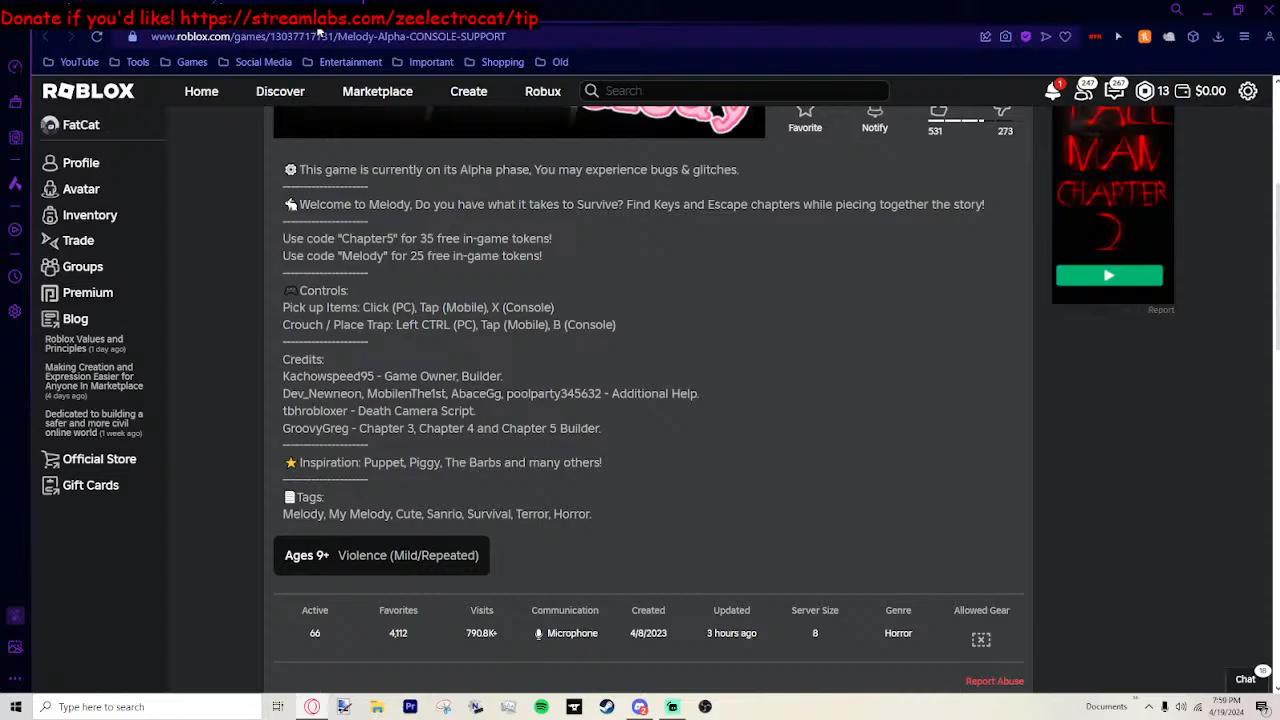 Donate if you'd like! https://streamlabs.com/zeelectrocat/tip
www.roblox.com/games/13037717731/Melody-Alpha-CONSOLE-SUPPORT
YouTube Tools Games Social Media Entertainment Important Shopping Old
ROBLOX Home Discover Marketplace Create Robux Search 1 247 267 13 $0.00
FatCat
Profile
Avatar
Inventory
Trade
Groups
Premium
Blog
Roblox Values and
Principles (1 day ago)
Making Creation and
Expression Easier for
Anyone In Marketplace
(4 days ago)
Dedicated to building a
safer and more civil
online world (1 week ago)
Official Store
Gift Cards
Favorite Notify 531 273
This game is currently on its Alpha phase, You may experience bugs & glitches.
--------------------
Welcome to Melody, Do you have what it takes to Survive? Find Keys and Escape chapters while piecing together the story!
--------------------
Use code "Chapter5" for 35 free in-game tokens!
Use code "Melody" for 25 free in-game tokens!
--------------------
Controls:
Pick up Items: Click (PC), Tap (Mobile), X (Console)
Crouch / Place Trap: Left CTRL (PC), Tap (Mobile), B (Console)
--------------------
Credits:
Kachowspeed95 - Game Owner, Builder.
Dev_Newneon, MobilenThe1st, AbaceGg, poolparty345632 - Additional Help.
tbhrobloxer - Death Camera Script.
GroovyGreg - Chapter 3, Chapter 4 and Chapter 5 Builder.
--------------------
Inspiration: Puppet, Piggy, The Barbs and many others!
--------------------
Tags:
Melody, My Melody, Cute, Sanrio, Survival, Terror, Horror.
Ages 9+ Violence (Mild/Repeated)
Active Favorites Visits Communication Created Updated Server Size Genre Allowed Gear
66 4,112 790.8K+ Microphone 4/8/2023 3 hours ago 8 Horror
Report Abuse
TALL
MAN
CHAPTER
2
Report
Chat 18
Type here to search
Documents
7:59 PM
4/19/2024